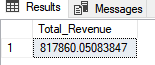 Results Messages
Total_Revenue
1 817860.05083847